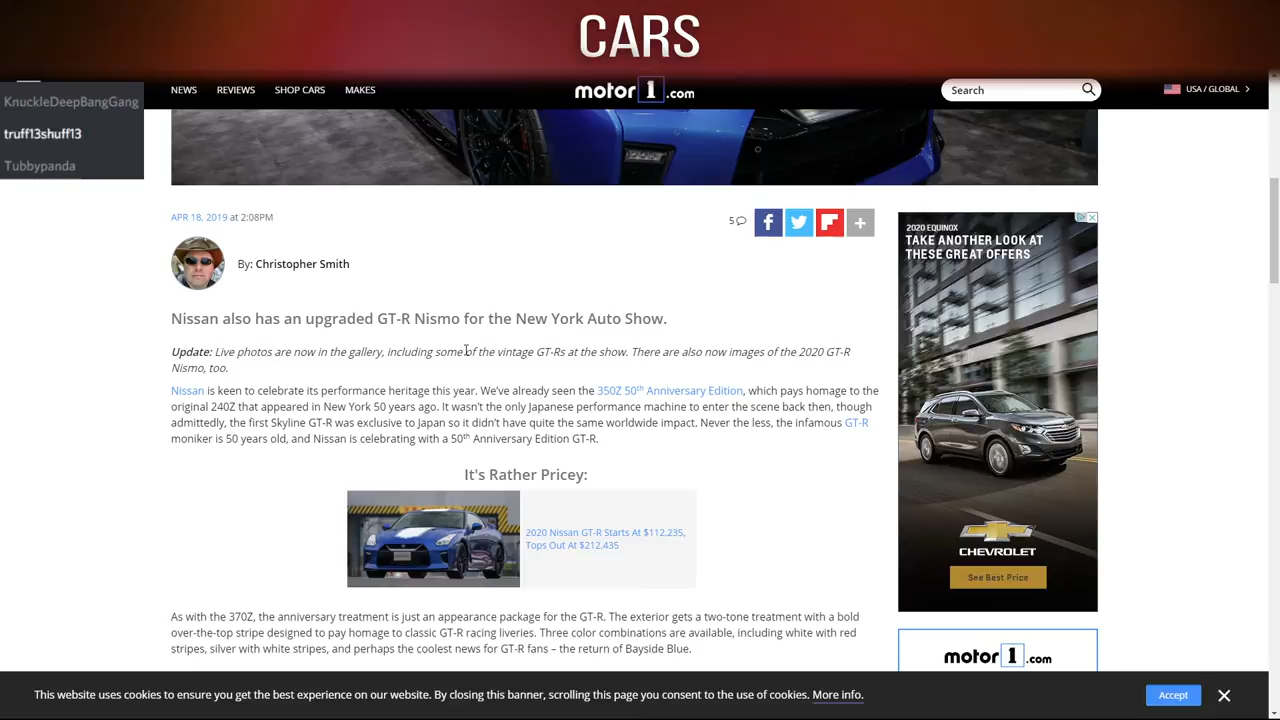 CARS
KnuckleDeepBangGang
truff13shuff13
Tubbypanda
NEWS REVIEWS SHOP CARS MAKES
motor1.com
Search
USA / GLOBAL
APR 18, 2019 at 2:08PM
5
By: Christopher Smith
Nissan also has an upgraded GT-R Nismo for the New York Auto Show.
Update: Live photos are now in the gallery, including some of the vintage GT-Rs at the show. There are also now images of the 2020 GT-R
Nismo, too.
Nissan is keen to celebrate its performance heritage this year. We've already seen the 350Z 50th Anniversary Edition, which pays homage to the
original 240Z that appeared in New York 50 years ago. It wasn't the only Japanese performance machine to enter the scene back then, though
admittedly, the first Skyline GT-R was exclusive to Japan so it didn't have quite the same worldwide impact. Never the less, the infamous GT-R
moniker is 50 years old, and Nissan is celebrating with a 50th Anniversary Edition GT-R.
It's Rather Pricey:
2020 Nissan GT-R Starts At $112,235,
Tops Out At $212,435
As with the 370Z, the anniversary treatment is just an appearance package for the GT-R. The exterior gets a two-tone treatment with a bold
over-the-top stripe designed to pay homage to classic GT-R racing liveries. Three color combinations are available, including white with red
stripes, silver with white stripes, and perhaps the coolest news for GT-R fans – the return of Bayside Blue.
2020 EQUINOX
TAKE ANOTHER LOOK AT
THESE GREAT OFFERS
CHEVROLET
See Best Price
motor1.com
This website uses cookies to ensure you get the best experience on our website. By closing this banner, scrolling this page you consent to the use of cookies. More info.
Accept